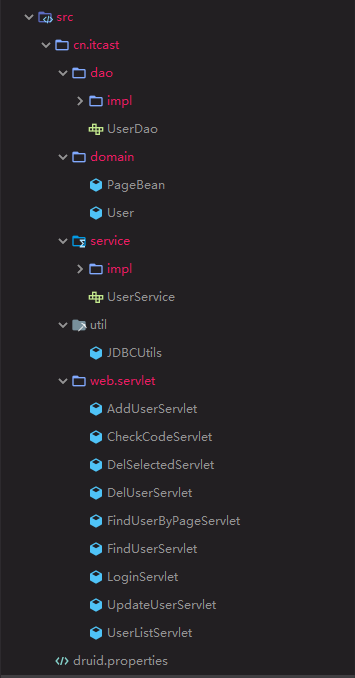 src
cn.itcast
dao
impl
UserDao
domain
PageBean
User
service
impl
UserService
util
JDBCUtils
web.servlet
AddUserServlet
CheckCodeServlet
DelSelectedServlet
DelUserServlet
FindUserByPageServlet
FindUserServlet
LoginServlet
UpdateUserServlet
UserListServlet
druid.properties